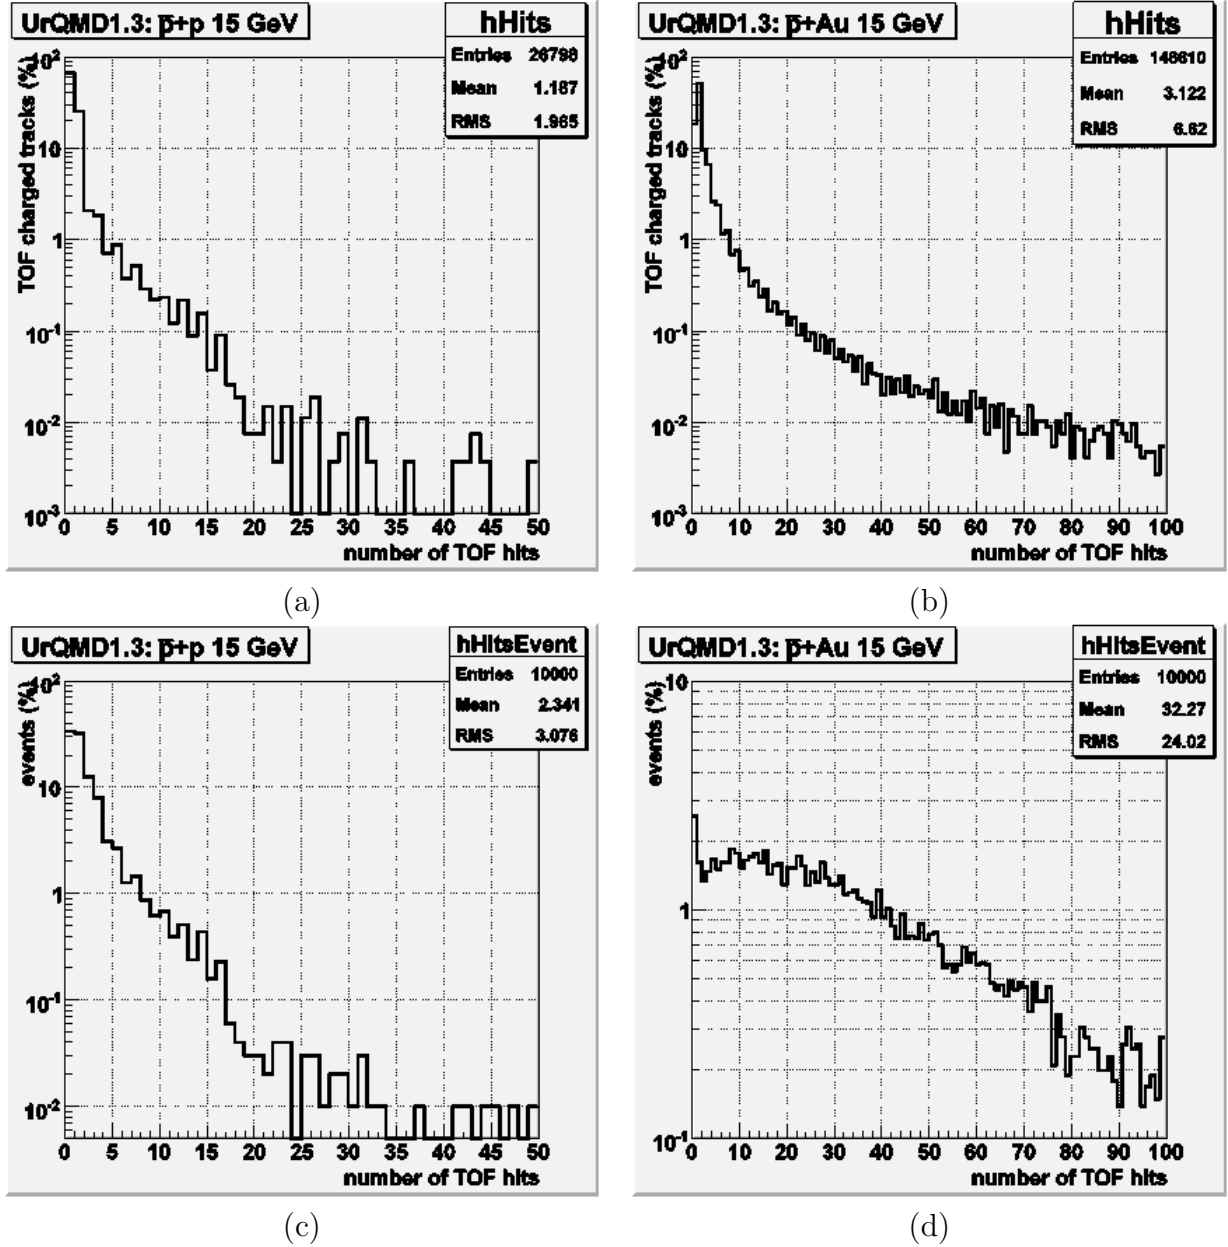 UrQMD1.3: p̅+p 15 GeV
hHits
Entries 26798
Mean 1.187
RMS 1.965
TOF charged tracks (%)
10²
10
1
10⁻¹
10⁻²
10⁻³
0 5 10 15 20 25 30 35 40 45 50
number of TOF hits
(a)
UrQMD1.3: p̅+Au 15 GeV
hHits
Entries 148610
Mean 3.122
RMS 6.62
TOF charged tracks (%)
10²
10
1
10⁻¹
10⁻²
10⁻³
0 10 20 30 40 50 60 70 80 90 100
number of TOF hits
(b)
UrQMD1.3: p̅+p 15 GeV
hHitsEvent
Entries 10000
Mean 2.341
RMS 3.076
events (%)
10²
10
1
10⁻¹
10⁻²
0 5 10 15 20 25 30 35 40 45 50
number of TOF hits
(c)
UrQMD1.3: p̅+Au 15 GeV
hHitsEvent
Entries 10000
Mean 32.27
RMS 24.02
events (%)
10
1
10⁻¹
0 10 20 30 40 50 60 70 80 90 100
number of TOF hits
(d)